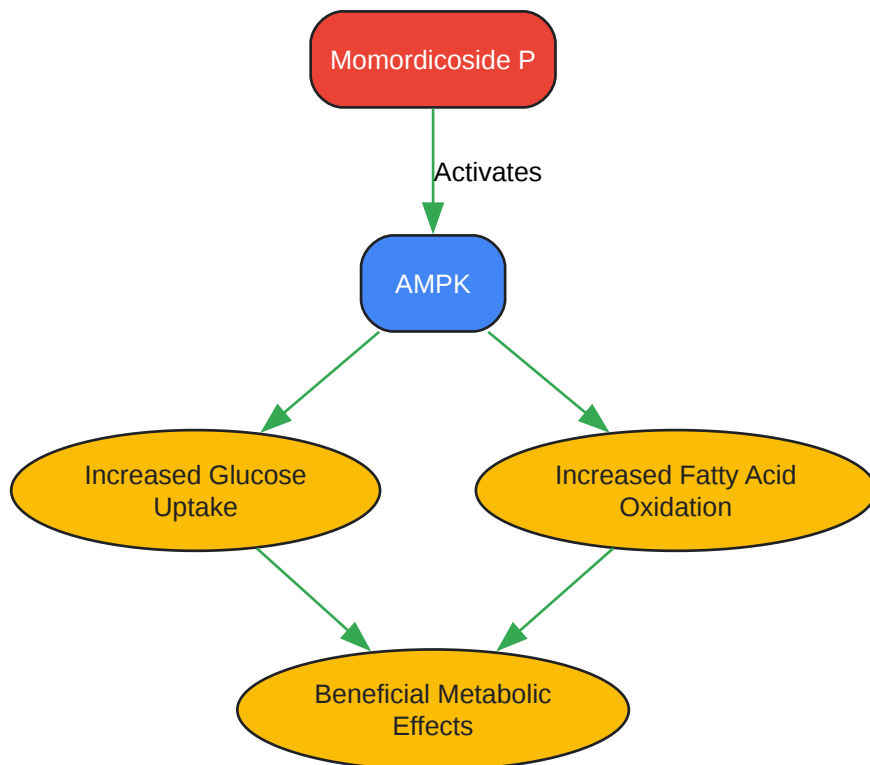 Momordicoside P
Activates
AMPK
Increased Glucose
Uptake
Increased Fatty Acid
Oxidation
Beneficial Metabolic
Effects